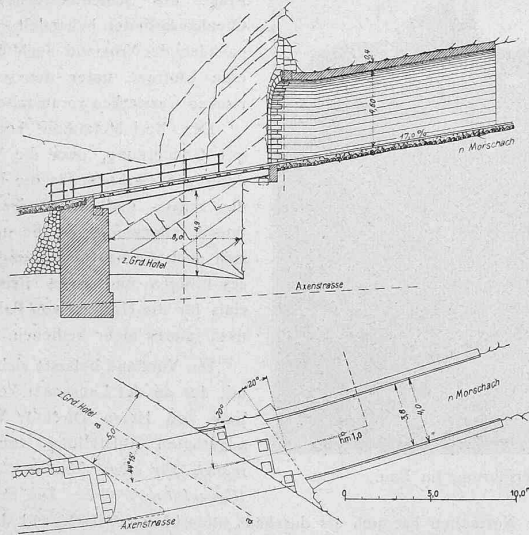 0,4
4,60
17,0 %
n. Morschach
8,0
4,9
z. Grd. Hotel
Axenstrasse
z. Grd. Hotel
5,0
20°
20°
n. Morschach
hm 1,0
3,8
4,0
Axenstrasse
0 5,0 10,0 m